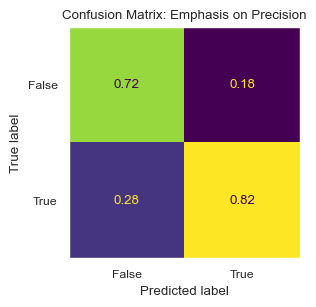 Confusion Matrix: Emphasis on Precision
True label
False
0.72
0.18
True
0.28
0.82
False
True
Predicted label